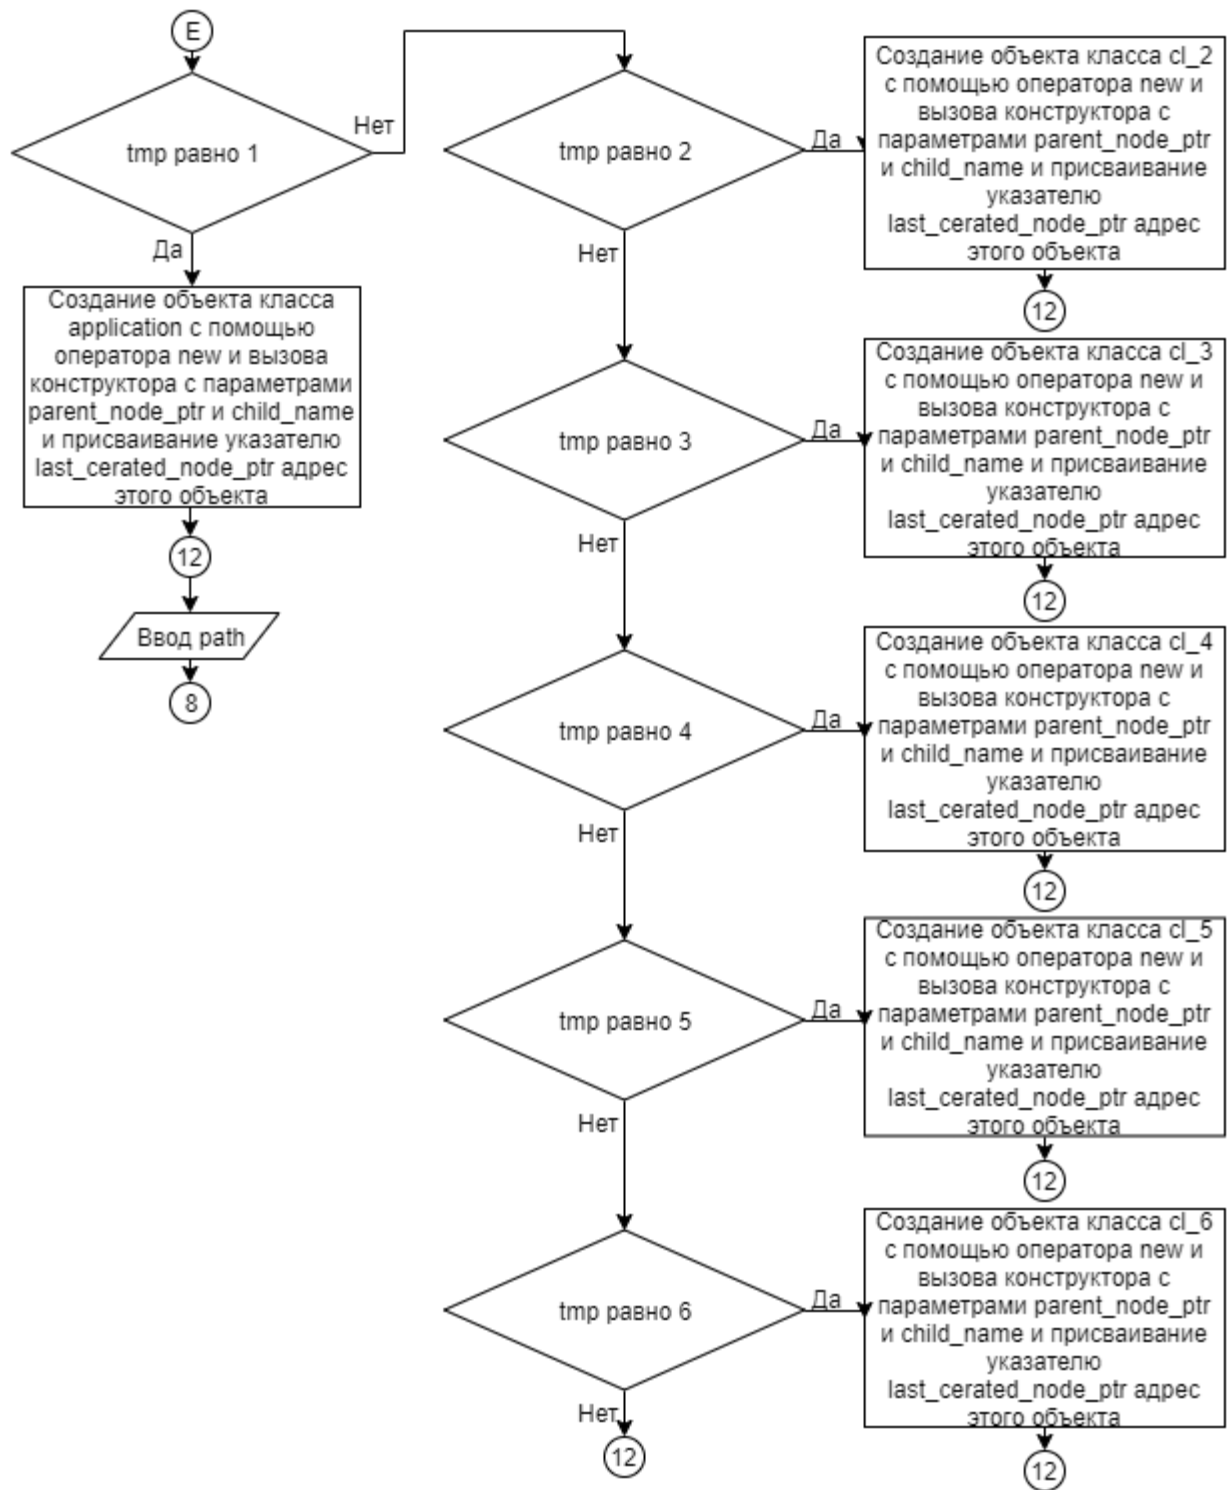 E
tmp равно 1
Нет
Да
Создание объекта класса
application с помощью
оператора new и вызова
конструктора с параметрами
parent_node_ptr и child_name
и присваивание указателю
last_cerated_node_ptr адрес
этого объекта
12
Ввод path
8
tmp равно 2
Да
Создание объекта класса cl_2
с помощью оператора new и
вызова конструктора с
параметрами parent_node_ptr
и child_name и присваивание
указателю
last_cerated_node_ptr адрес
этого объекта
12
Нет
tmp равно 3
Да
Создание объекта класса cl_3
с помощью оператора new и
вызова конструктора с
параметрами parent_node_ptr
и child_name и присваивание
указателю
last_cerated_node_ptr адрес
этого объекта
12
Нет
tmp равно 4
Да
Создание объекта класса cl_4
с помощью оператора new и
вызова конструктора с
параметрами parent_node_ptr
и child_name и присваивание
указателю
last_cerated_node_ptr адрес
этого объекта
12
Нет
tmp равно 5
Да
Создание объекта класса cl_5
с помощью оператора new и
вызова конструктора с
параметрами parent_node_ptr
и child_name и присваивание
указателю
last_cerated_node_ptr адрес
этого объекта
12
Нет
tmp равно 6
Да
Создание объекта класса cl_6
с помощью оператора new и
вызова конструктора с
параметрами parent_node_ptr
и child_name и присваивание
указателю
last_cerated_node_ptr адрес
этого объекта
12
Нет
12